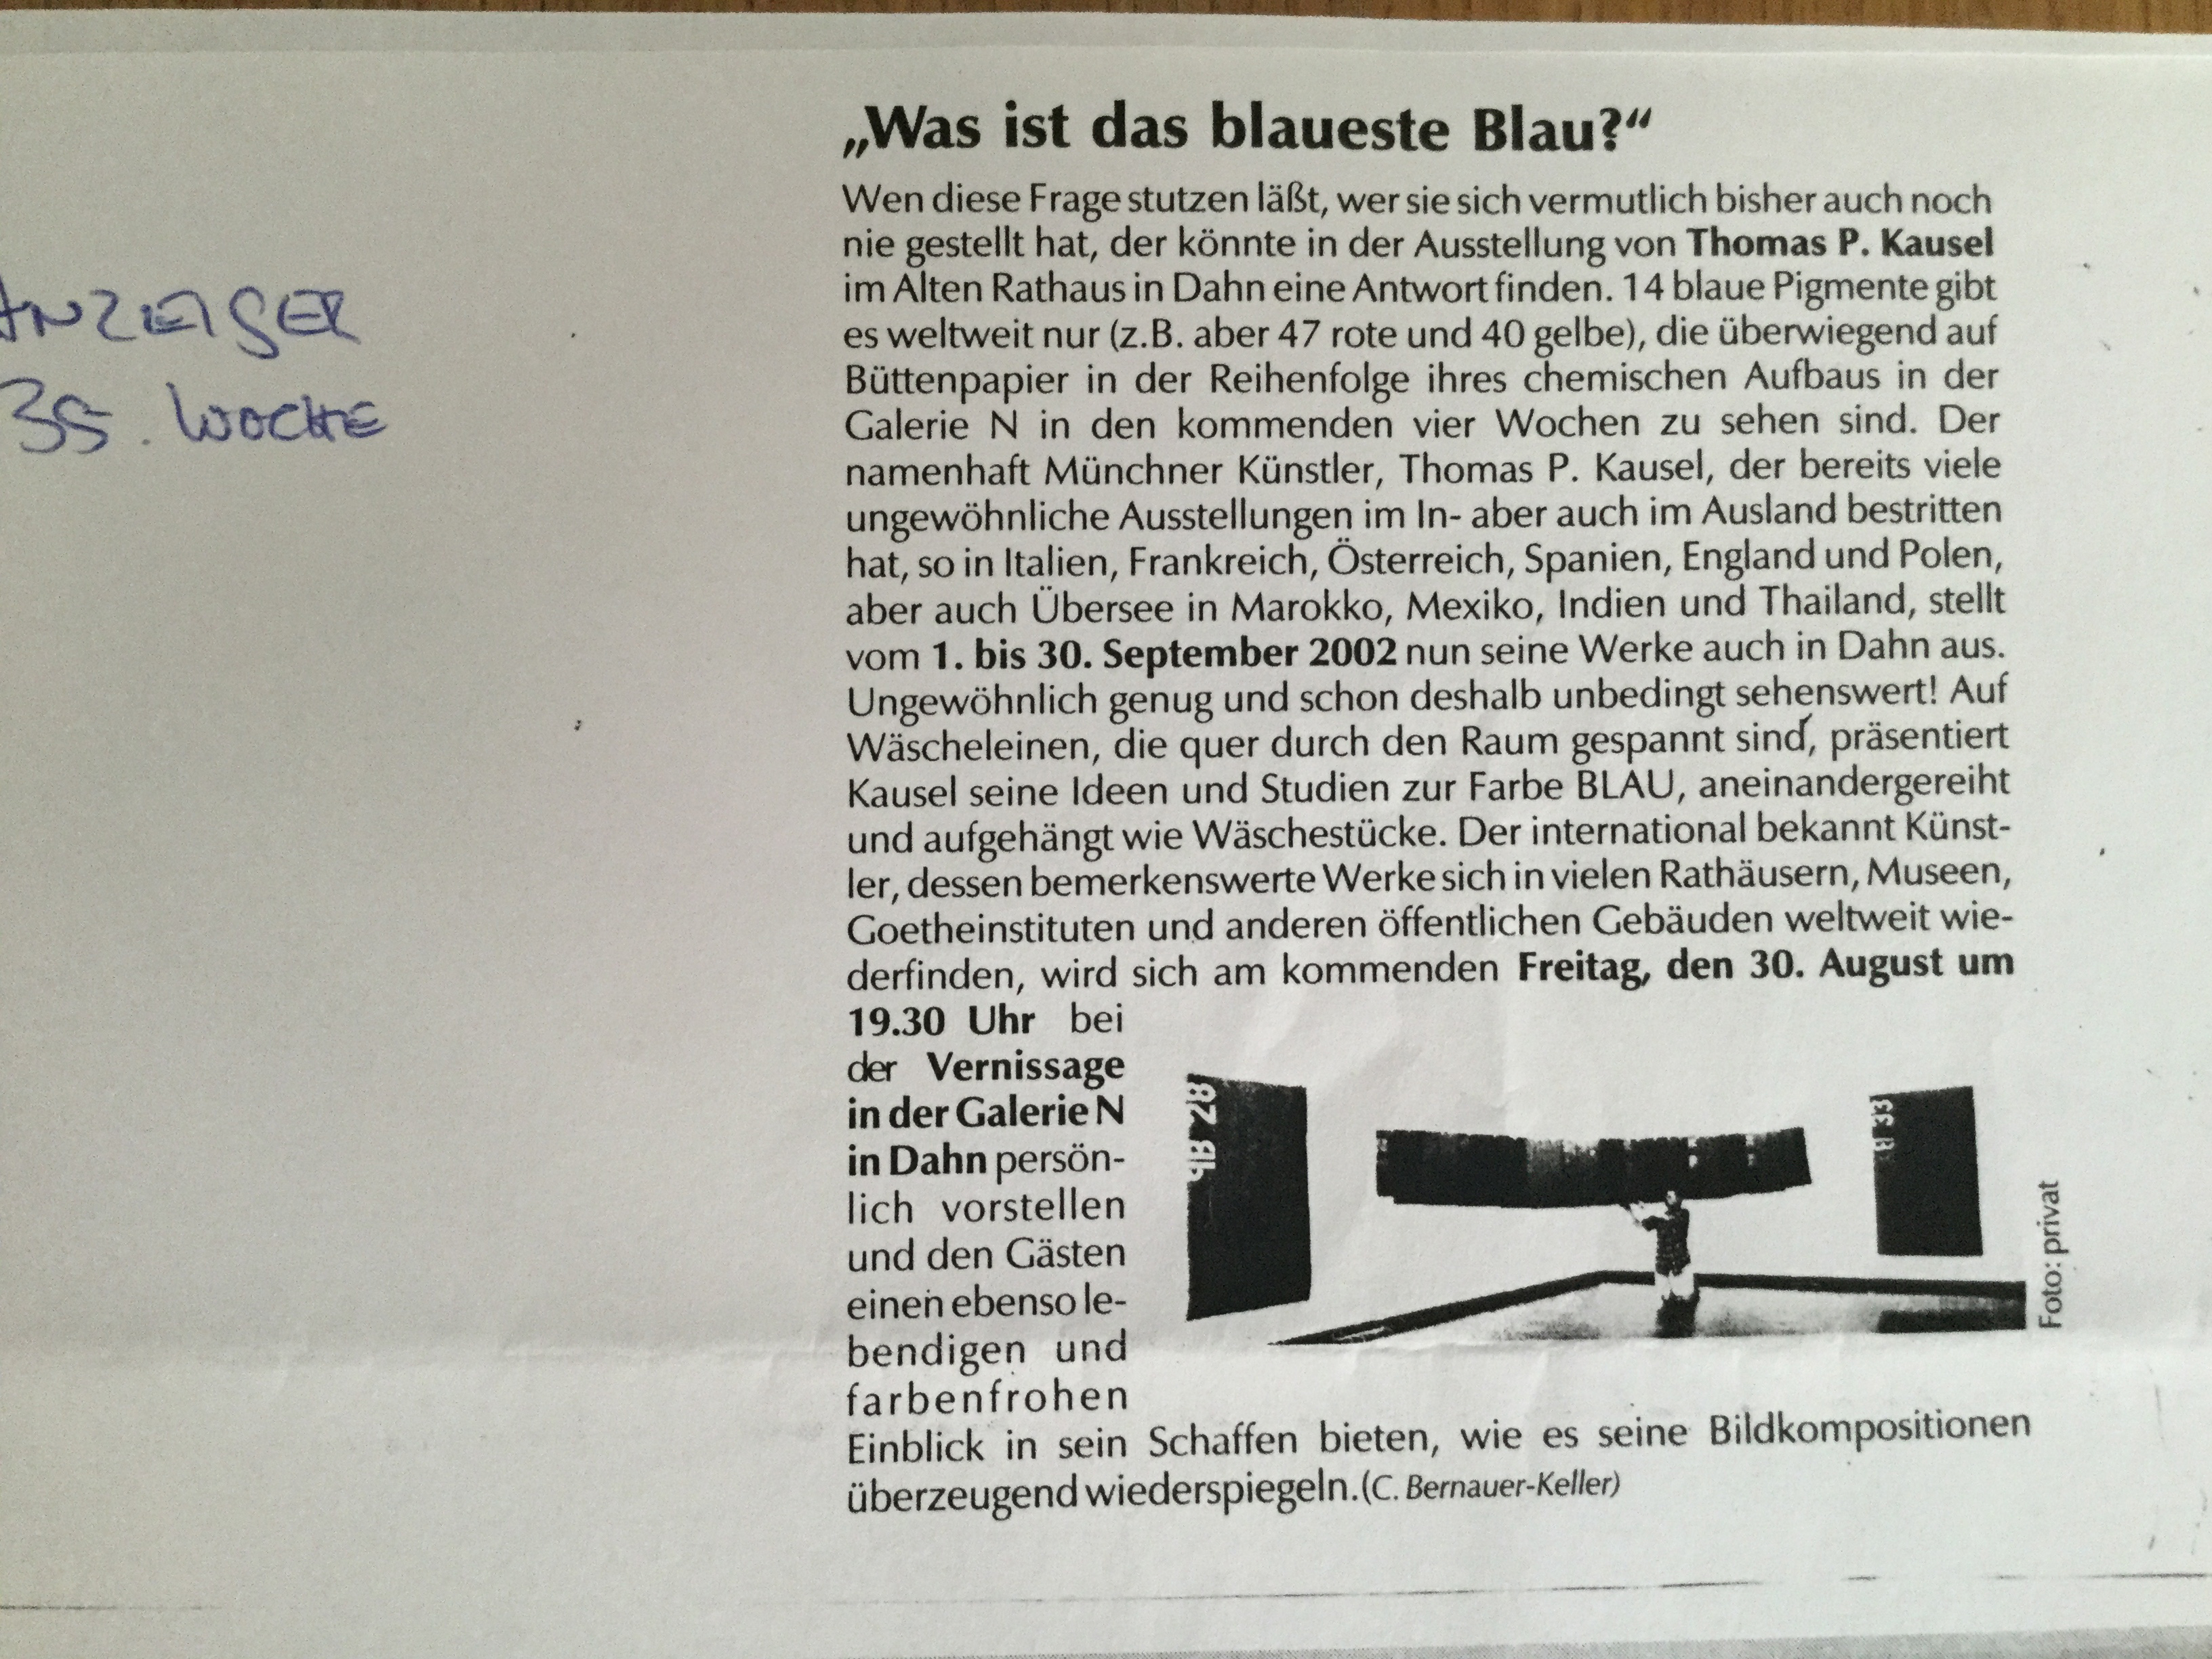 „Was ist das blaueste Blau?“
Wen diese Frage stutzen läßt, wer sie sich vermutlich bisher auch noch
nie gestellt hat, der könnte in der Ausstellung von Thomas P. Kausel
im Alten Rathaus in Dahn eine Antwort finden. 14 blaue Pigmente gibt
es weltweit nur (z.B. aber 47 rote und 40 gelbe), die überwiegend auf
Büttenpapier in der Reihenfolge ihres chemischen Aufbaus in der
Galerie N in den kommenden vier Wochen zu sehen sind. Der
namenhaft Münchner Künstler, Thomas P. Kausel, der bereits viele
ungewöhnliche Ausstellungen im In- aber auch im Ausland bestritten
hat, so in Italien, Frankreich, Österreich, Spanien, England und Polen,
aber auch Übersee in Marokko, Mexiko, Indien und Thailand, stellt
vom 1. bis 30. September 2002 nun seine Werke auch in Dahn aus.
Ungewöhnlich genug und schon deshalb unbedingt sehenswert! Auf
Wäscheleinen, die quer durch den Raum gespannt sind, präsentiert
Kausel seine Ideen und Studien zur Farbe BLAU, aneinandergereiht
und aufgehängt wie Wäschestücke. Der international bekannt Künst-
ler, dessen bemerkenswerte Werke sich in vielen Rathäusern, Museen,
Goetheinstituten und anderen öffentlichen Gebäuden weltweit wie-
derfinden, wird sich am kommenden Freitag, den 30. August um
19.30 Uhr bei
der Vernissage
in der Galerie N
in Dahn persön-
lich vorstellen
und den Gästen
einen ebenso le-
bendigen und
farbenfrohen
Einblick in sein Schaffen bieten, wie es seine Bildkompositionen
überzeugend wiederspiegeln. (C. Bernauer-Keller)
Foto: privat
ANZEIGER
35. WOCHE